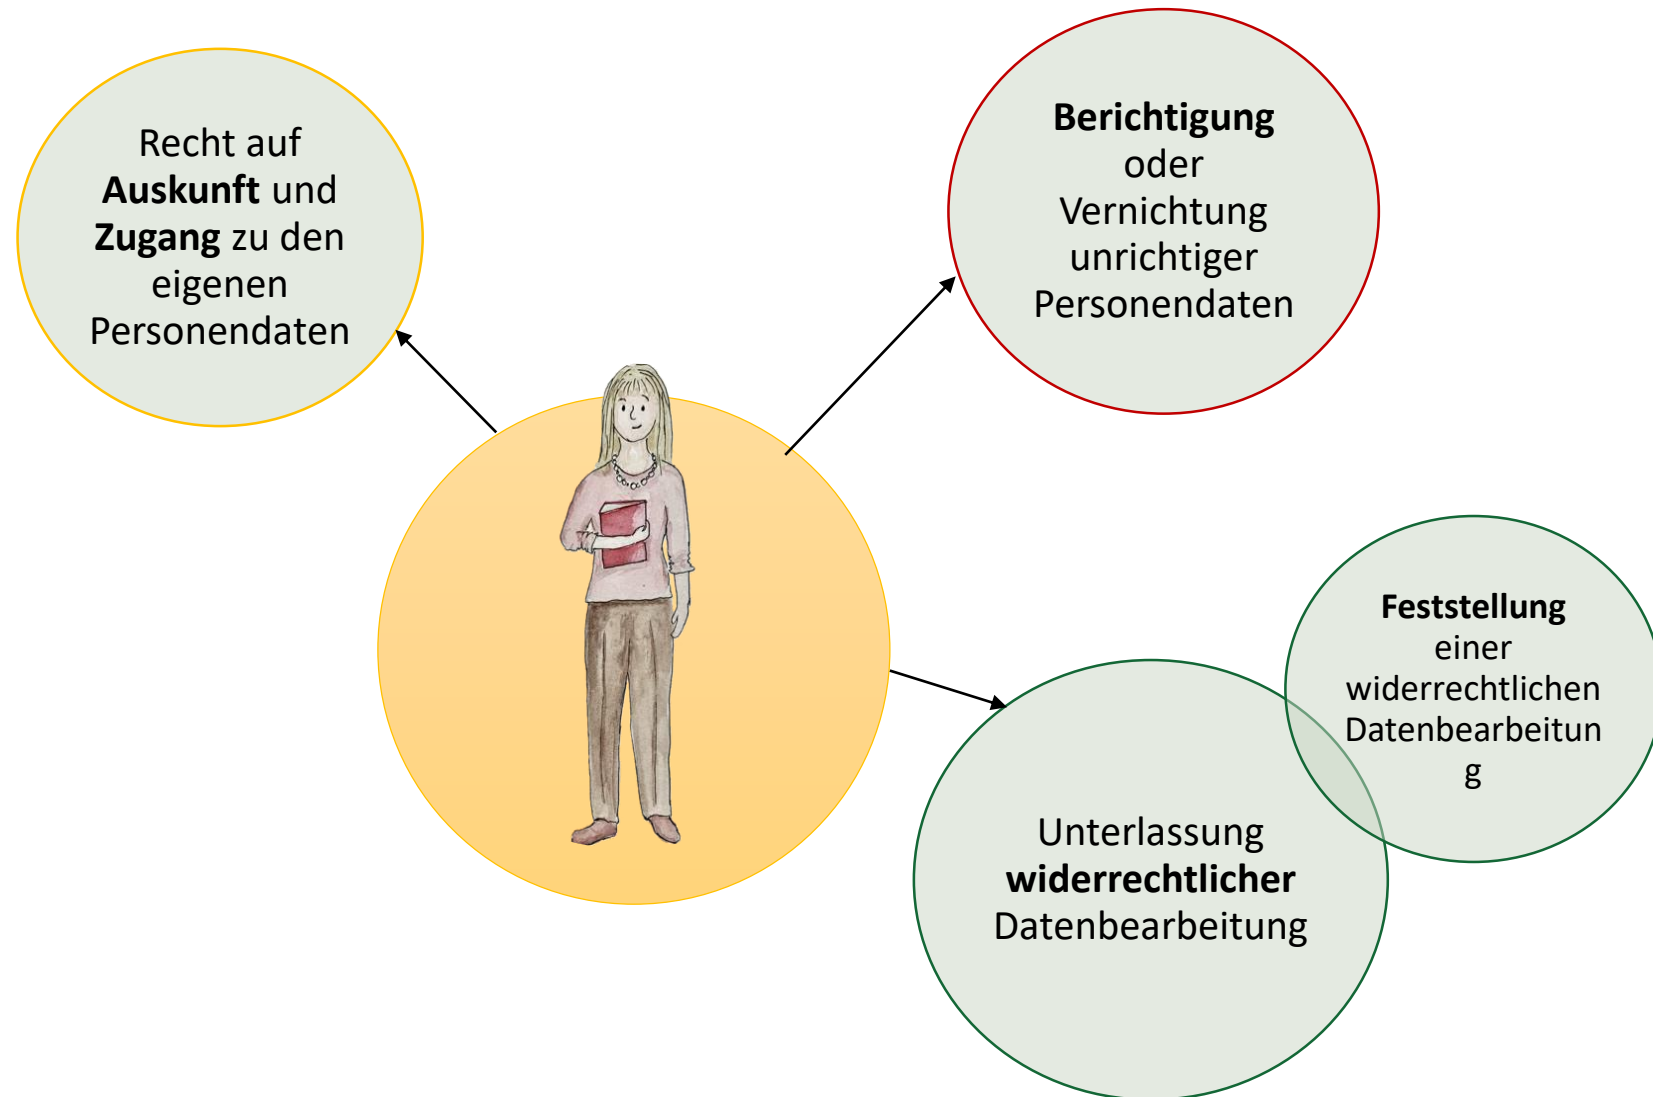 Recht auf
Auskunft und
Zugang zu den
eigenen
Personendaten
Berichtigung
oder
Vernichtung
unrichtiger
Personendaten
Feststellung
einer
widerrechtlichen
Datenbearbeitun
g
Unterlassung
widerrechtlicher
Datenbearbeitung